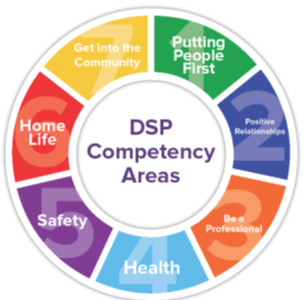 DSP
Competency
Areas
1
Putting
People
First
2
Positive
Relationships
3
Be a
Professional
4
Health
5
Safety
6
Home
Life
7
Get into the
Community